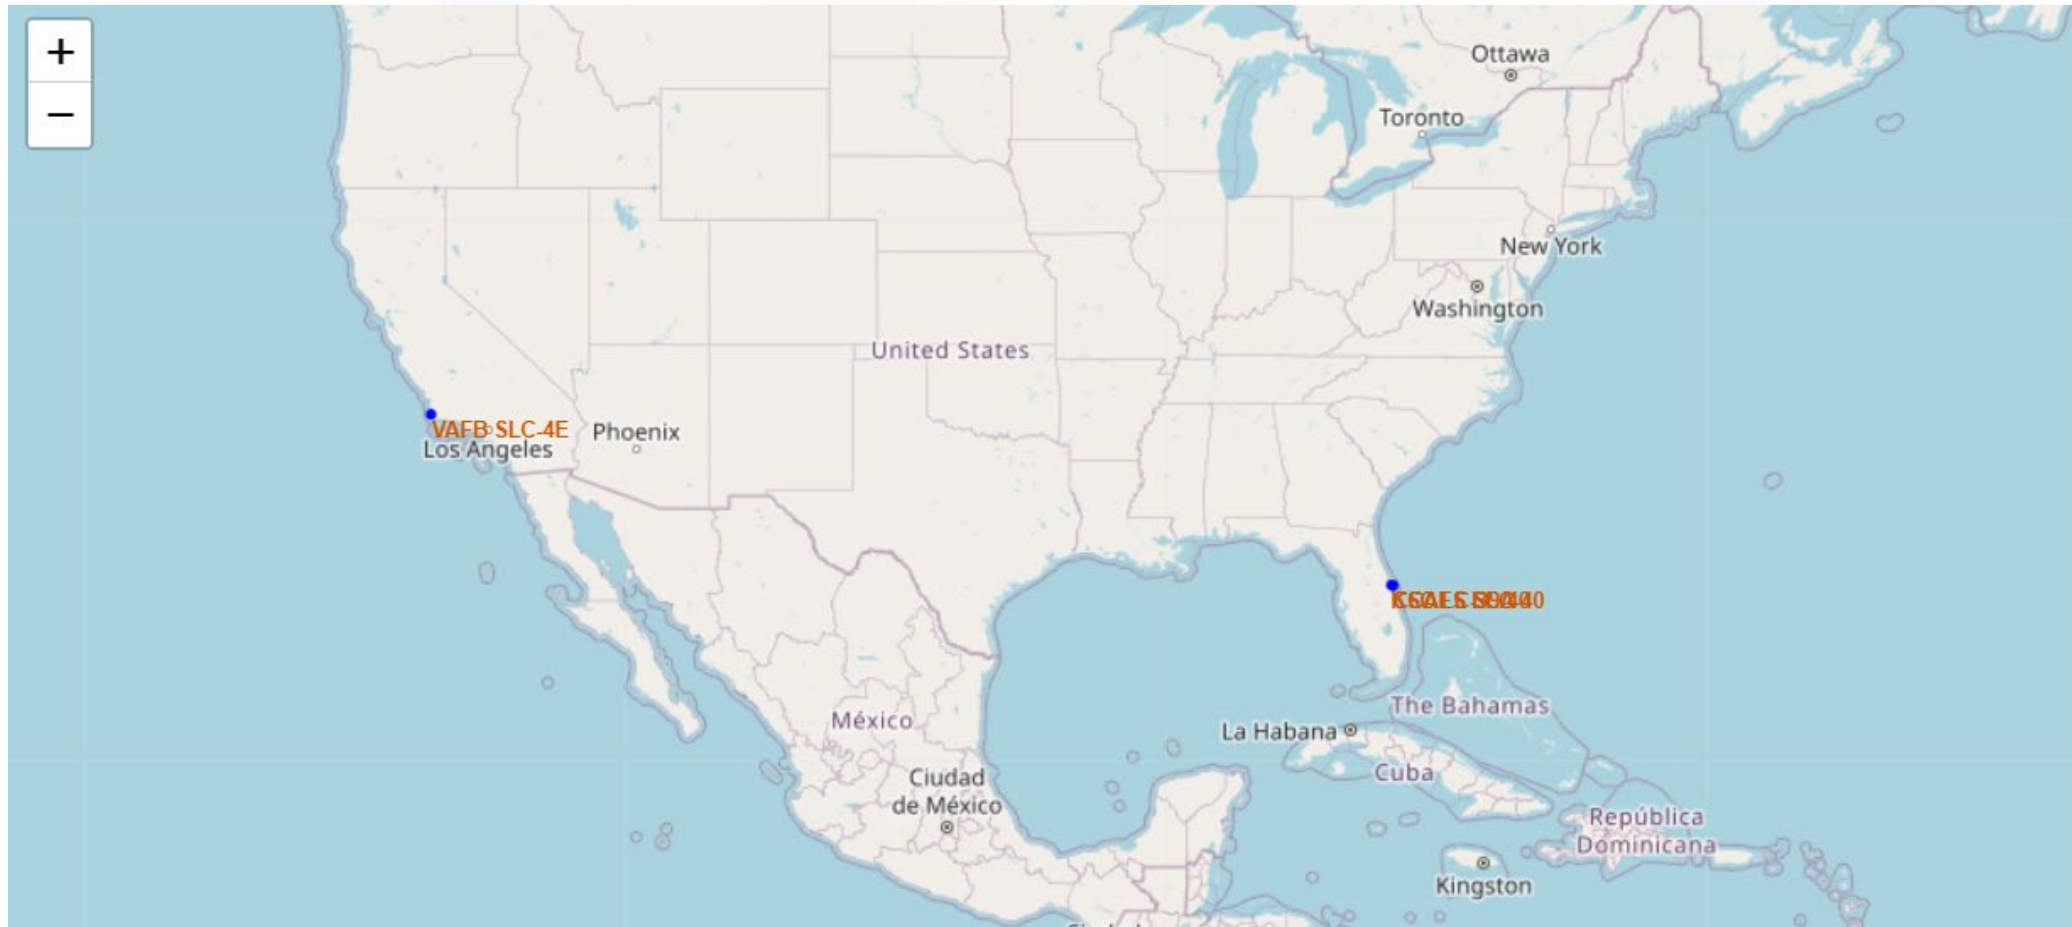 +
−
Ottawa
Toronto
New York
Washington
United States
VAFB SLC-4E
Los Angeles
Phoenix
The Bahamas
La Habana
Cuba
México
Ciudad
de México
República
Dominicana
Kingston